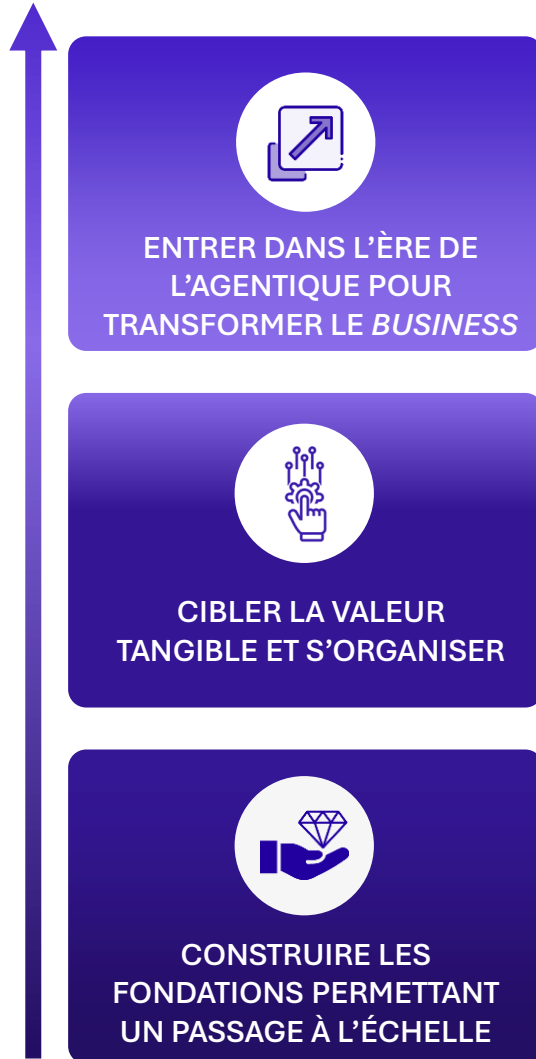 ENTRER DANS L’ÈRE DE
L’AGENTIQUE POUR
TRANSFORMER LE BUSINESS
CIBLER LA VALEUR
TANGIBLE ET S’ORGANISER
CONSTRUIRE LES
FONDATIONS PERMETTANT
UN PASSAGE À L’ÉCHELLE